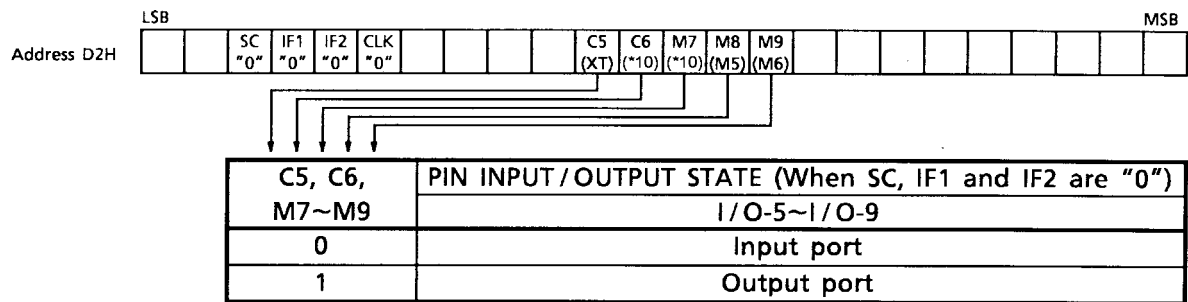 LSB MSB
Address D2H SC IF1 IF2 CLK C5 C6 M7 M8 M9
"0" "0" "0" "0" (XT) (*10) (*10) (M5) (M6)
C5, C6, PIN INPUT/OUTPUT STATE (When SC, IF1 and IF2 are "0")
M7~M9 I/O-5~I/O-9
0 Input port
1 Output port